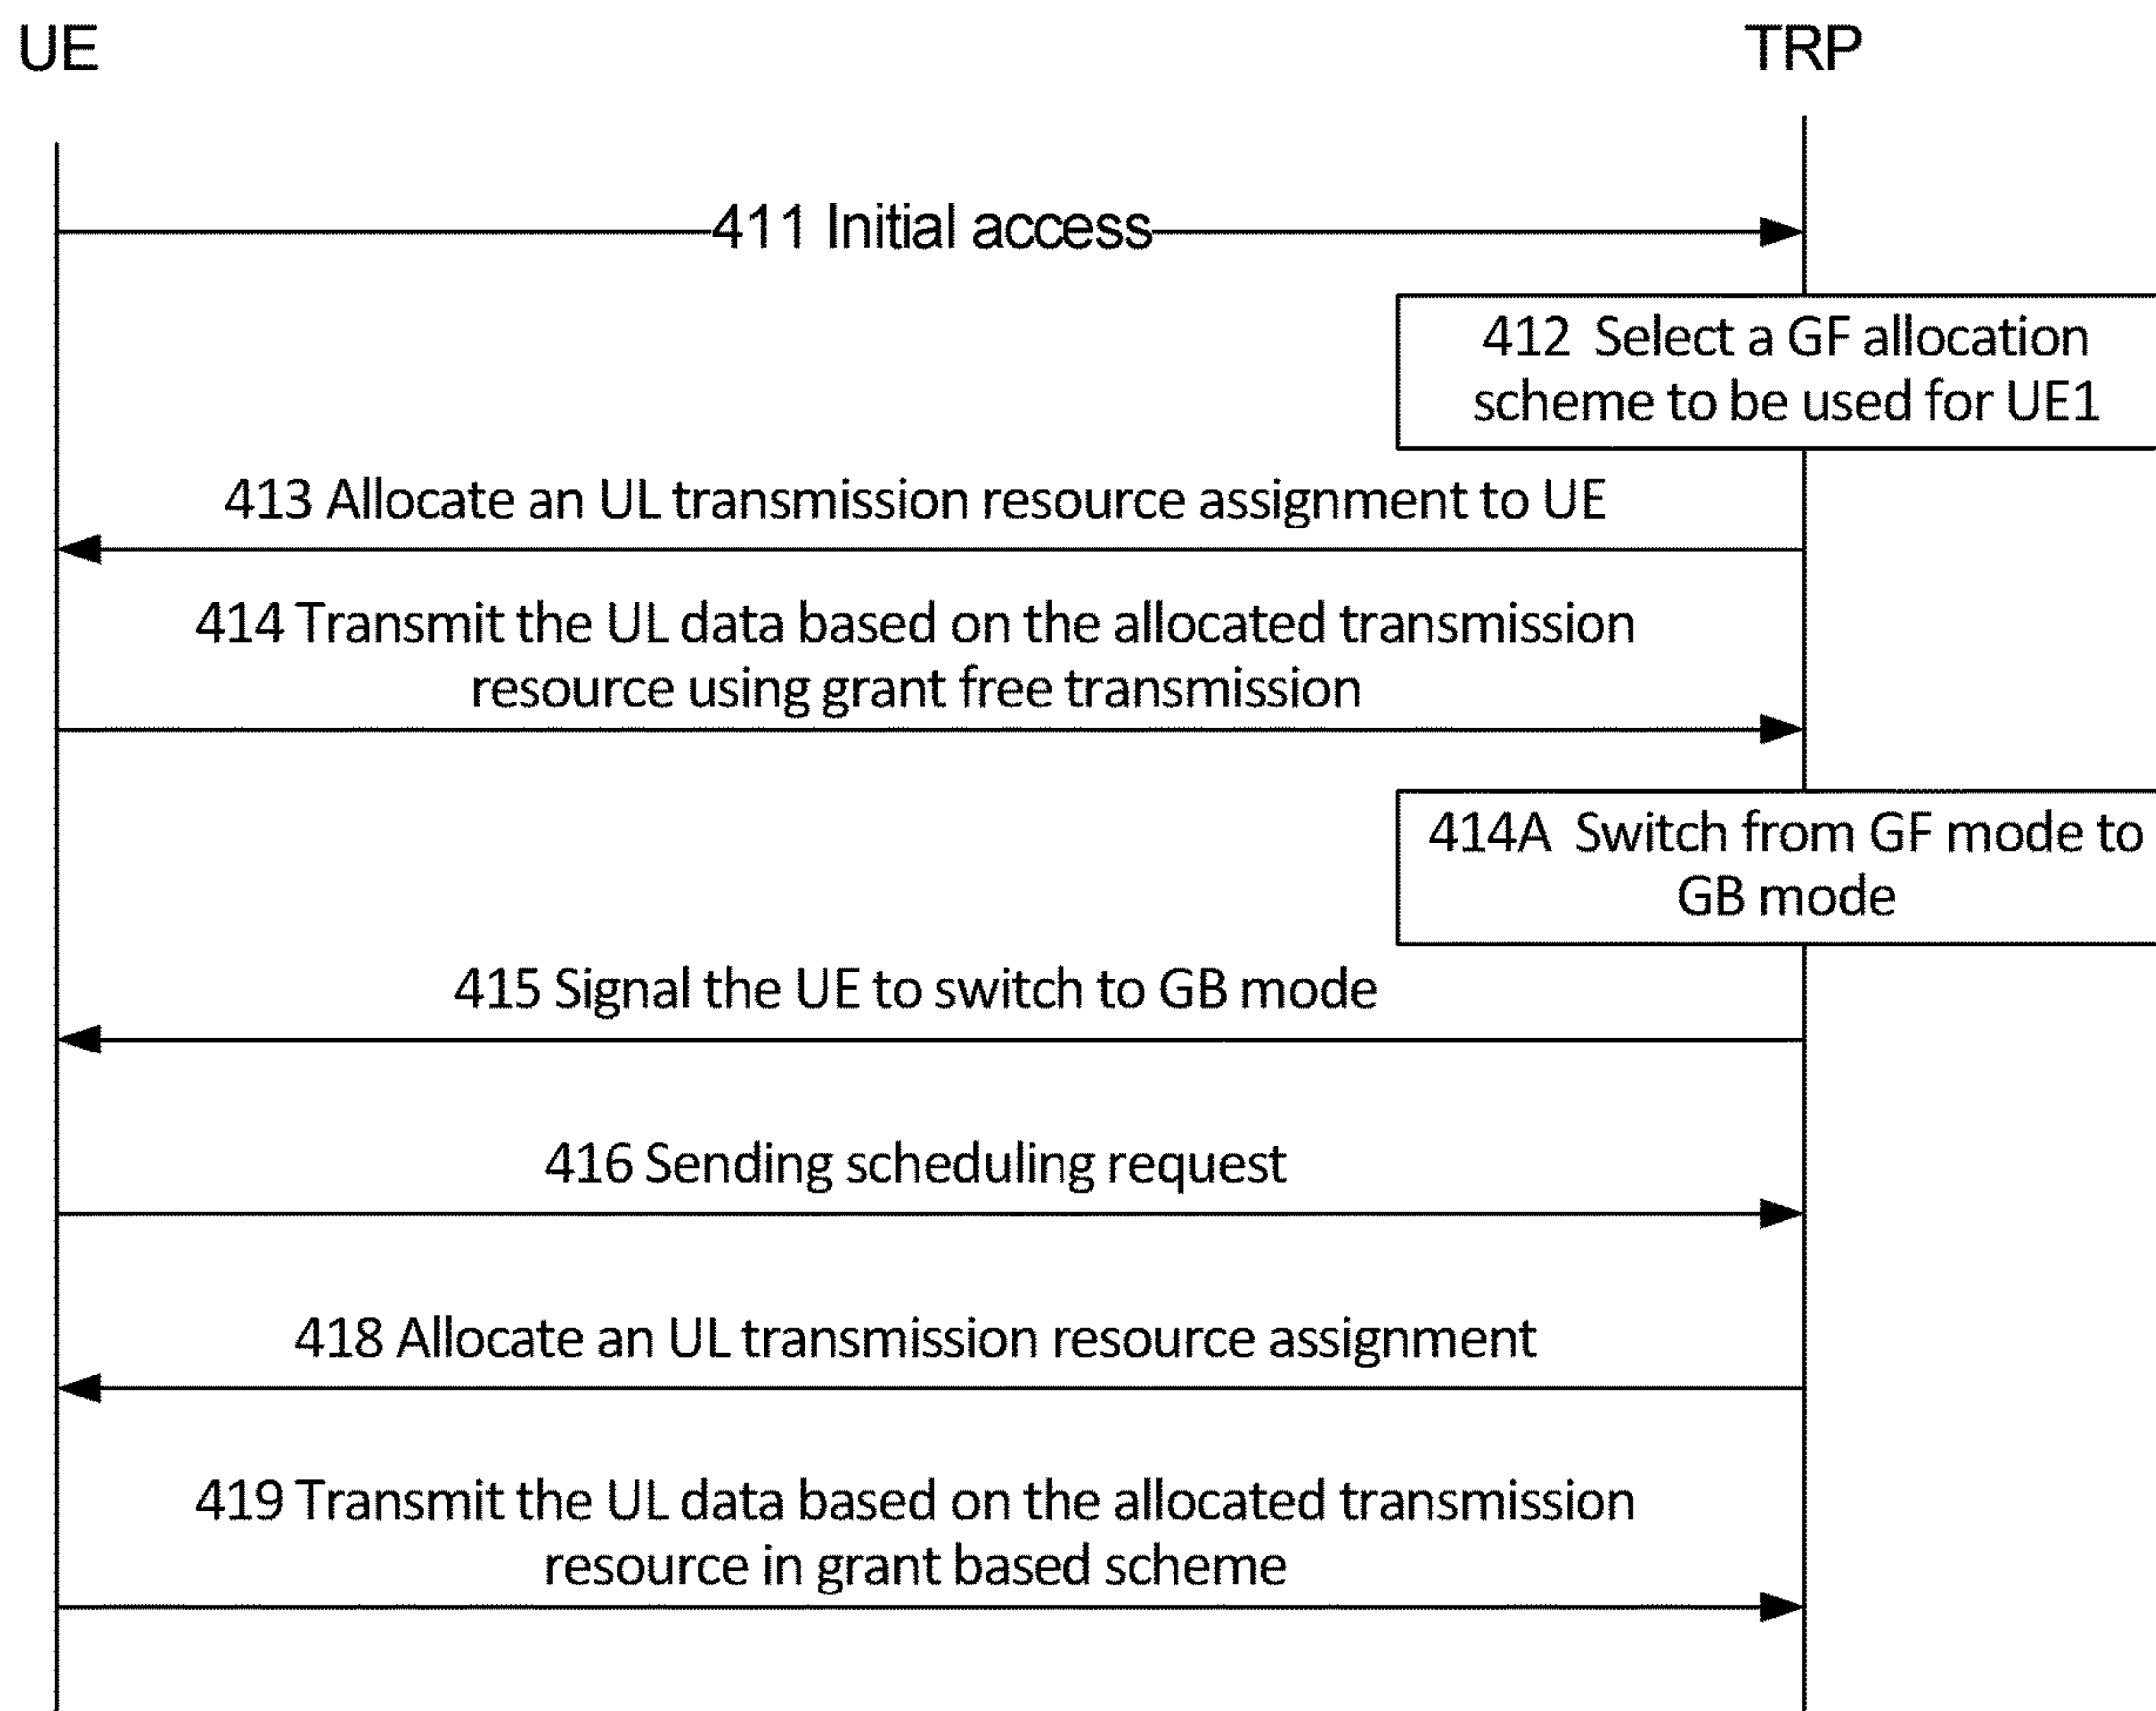 UE
TRP
411 Initial access
412 Select a GF allocation
scheme to be used for UE1
413 Allocate an UL transmission resource assignment to UE
414 Transmit the UL data based on the allocated transmission
resource using grant free transmission
414A Switch from GF mode to
GB mode
415 Signal the UE to switch to GB mode
416 Sending scheduling request
418 Allocate an UL transmission resource assignment
419 Transmit the UL data based on the allocated transmission
resource in grant based scheme